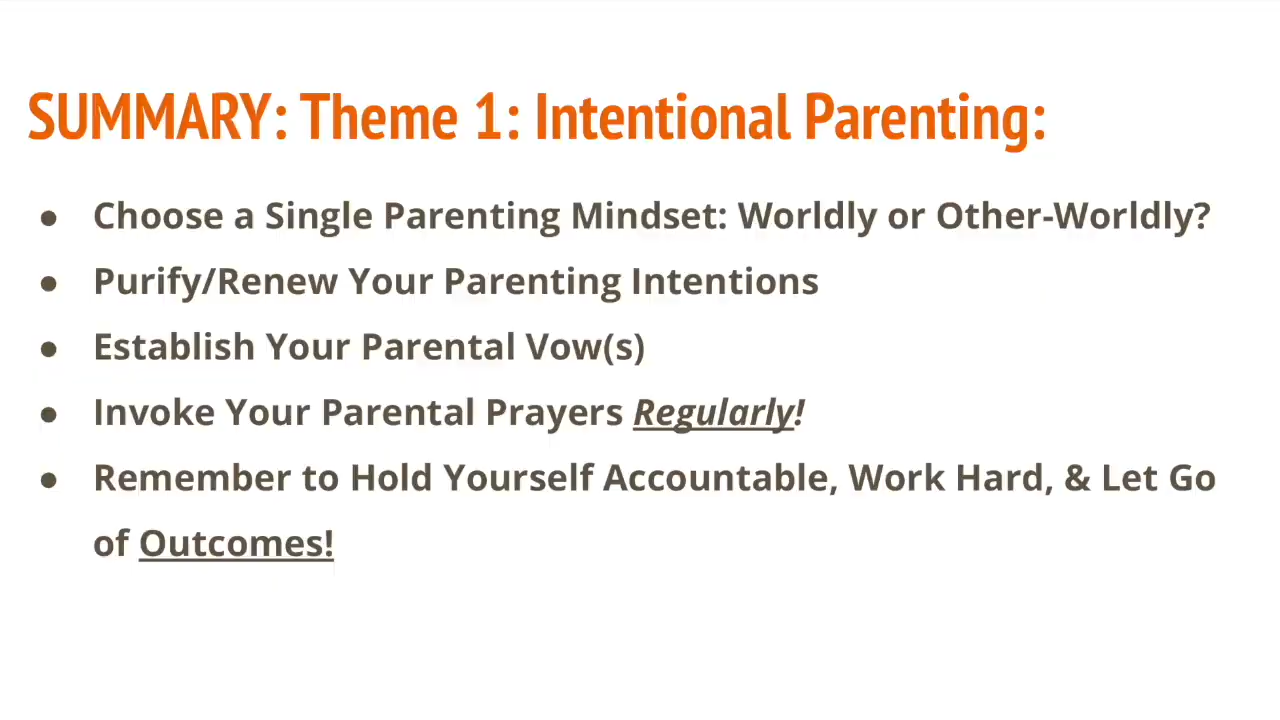 SUMMARY: Theme 1: Intentional Parenting:
● Choose a Single Parenting Mindset: Worldly or Other-Worldly?
● Purify/Renew Your Parenting Intentions
● Establish Your Parental Vow(s)
● Invoke Your Parental Prayers Regularly!
● Remember to Hold Yourself Accountable, Work Hard, & Let Go
of Outcomes!